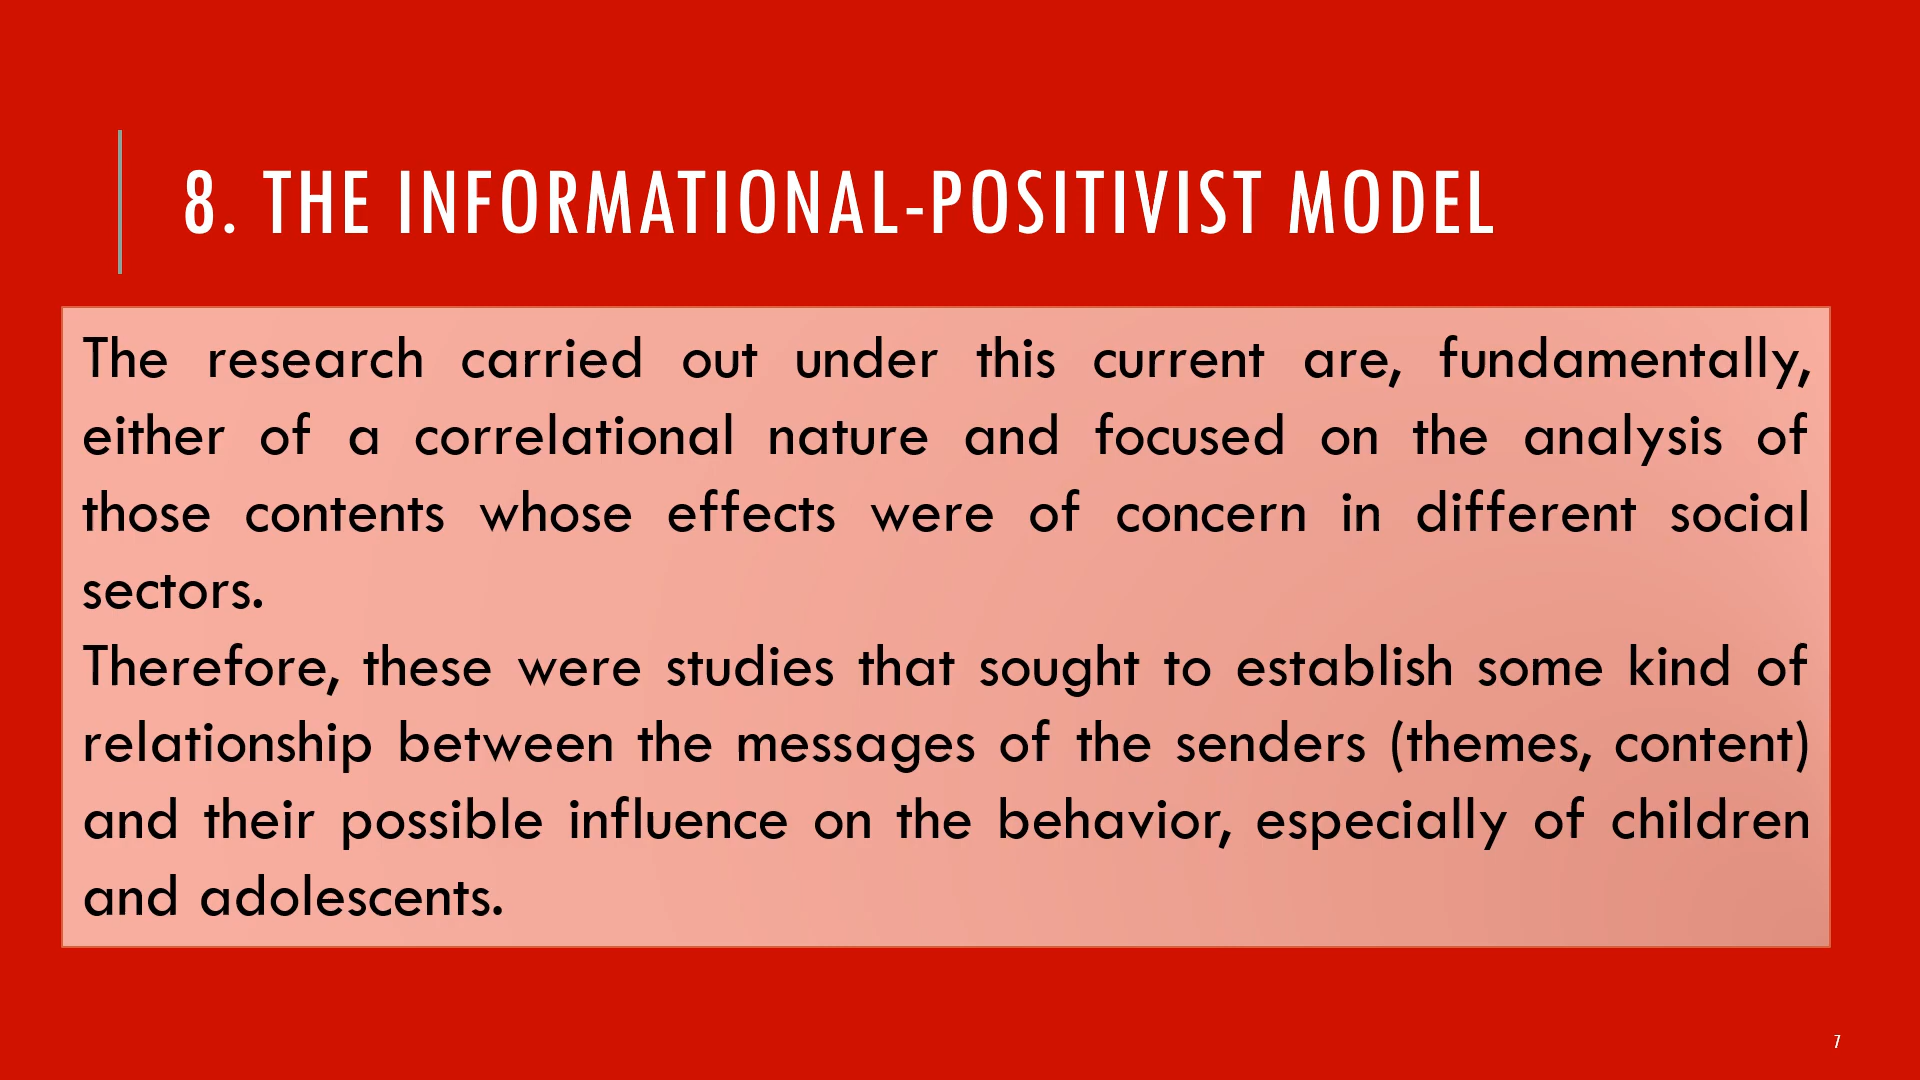 8. THE INFORMATIONAL-POSITIVIST MODEL
The research carried out under this current are, fundamentally,
either of a correlational nature and focused on the analysis of
those contents whose effects were of concern in different social
sectors.
Therefore, these were studies that sought to establish some kind of
relationship between the messages of the senders (themes, content)
and their possible influence on the behavior, especially of children
and adolescents.
7